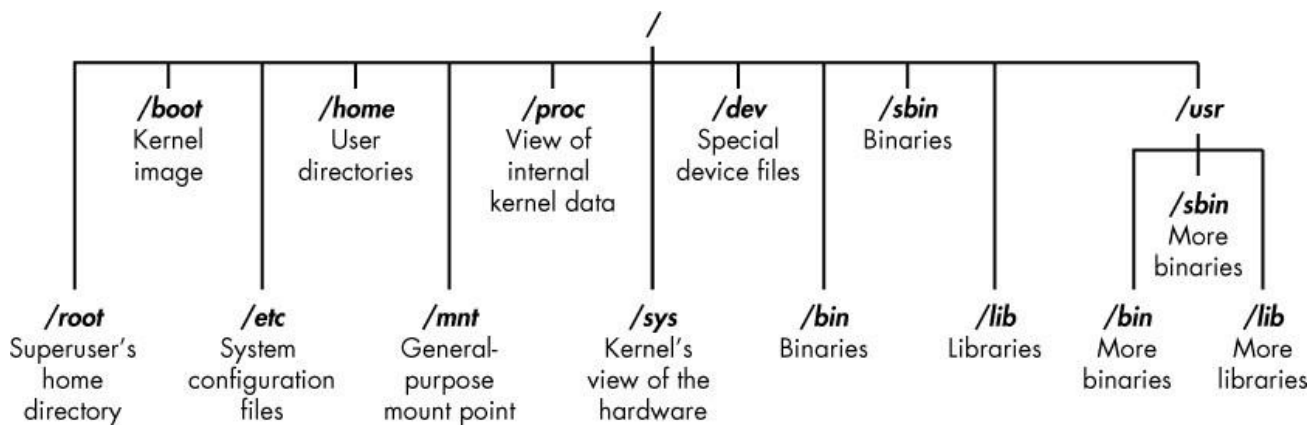 /
/boot
Kernel
image
/home
User
directories
/proc
View of
internal
kernel data
/dev
Special
device files
/sbin
Binaries
/usr
/sbin
More
binaries
/root
Superuser's
home
directory
/etc
System
configuration
files
/mnt
General-
purpose
mount point
/sys
Kernel's
view of the
hardware
/bin
Binaries
/lib
Libraries
/bin
More
binaries
/lib
More
libraries